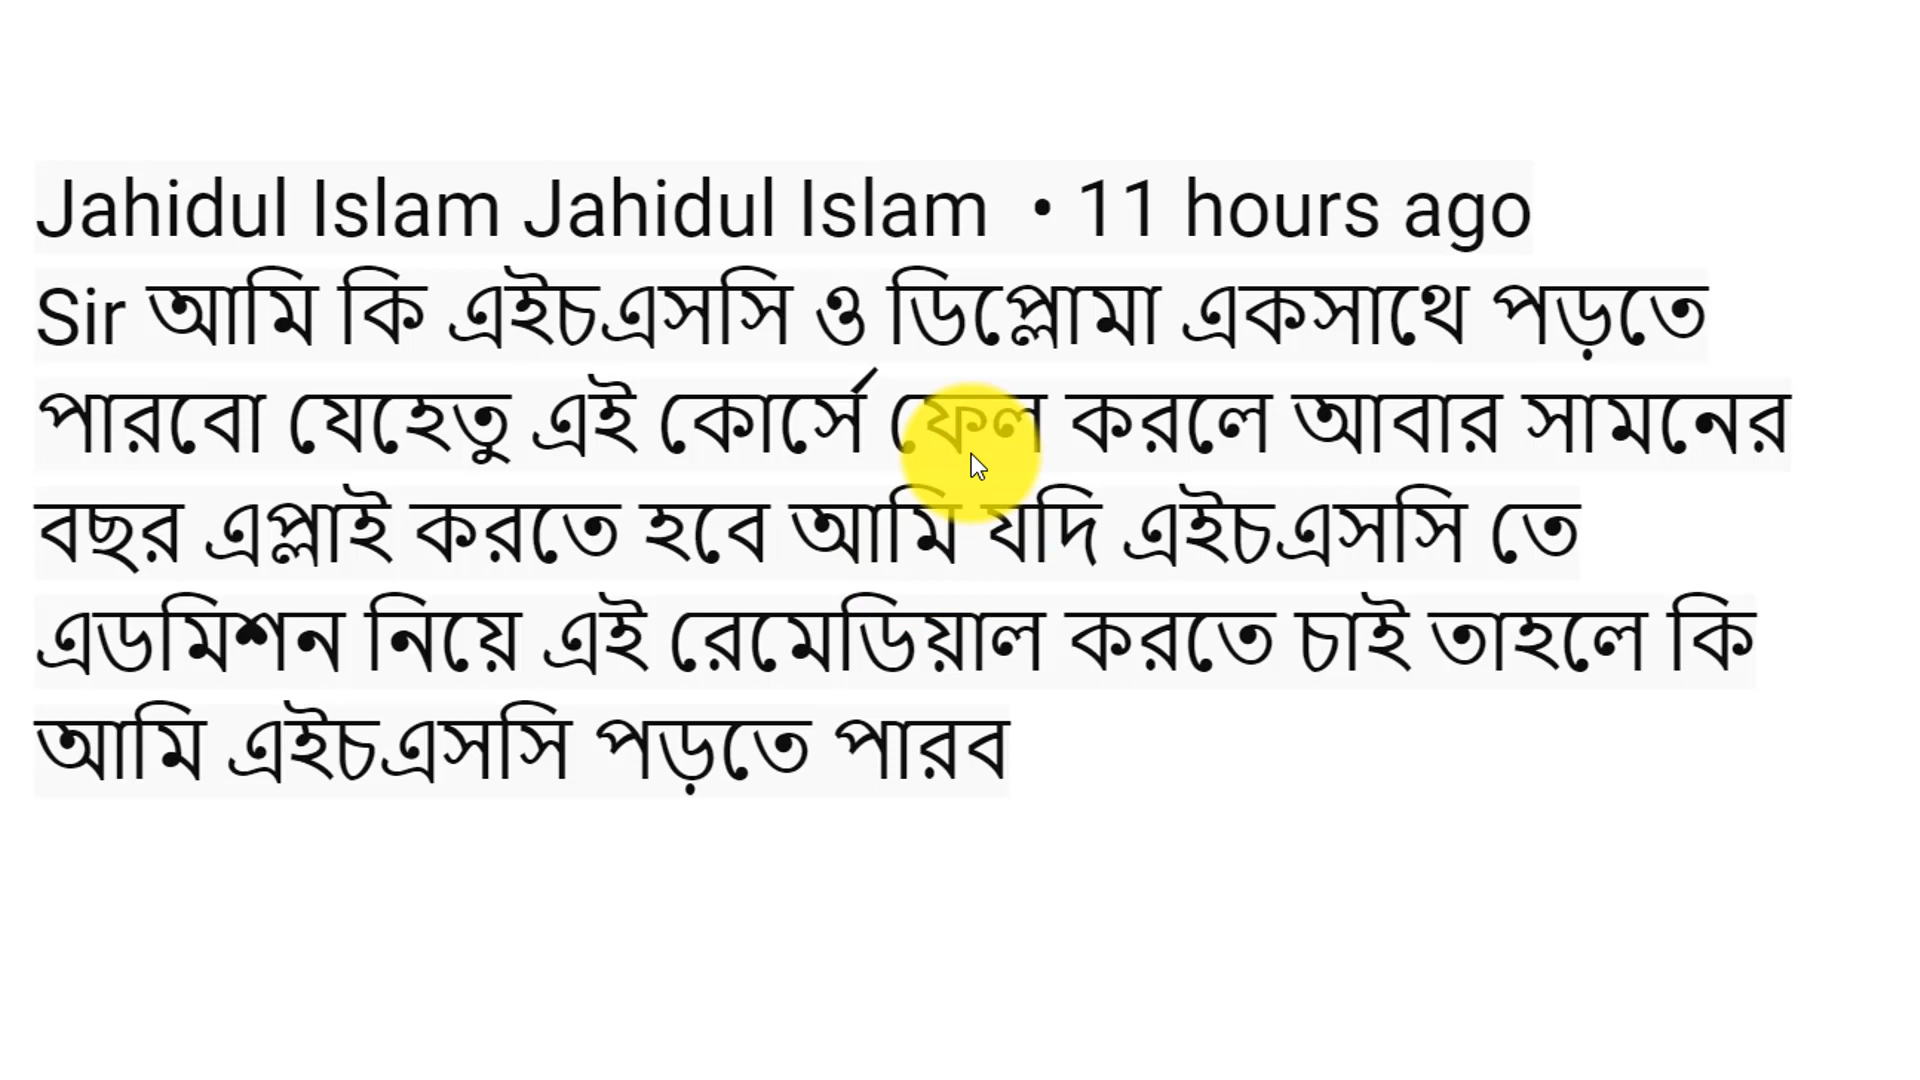 Jahidul Islam Jahidul Islam • 11 hours ago
Sir আমি কি এইচএসসি ও ডিপ্লোমা একসাথে পড়তে
পারবো যেহেতু এই কোর্সে ফেল করলে আবার সামনের
বছর এপ্লাই করতে হবে আমি যদি এইচএসসি তে
এডমিশন নিয়ে এই রেমেডিয়াল করতে চাই তাহলে কি
আমি এইচএসসি পড়তে পারব